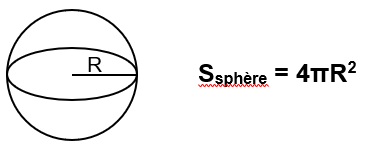 R
Ssphère = 4πR²